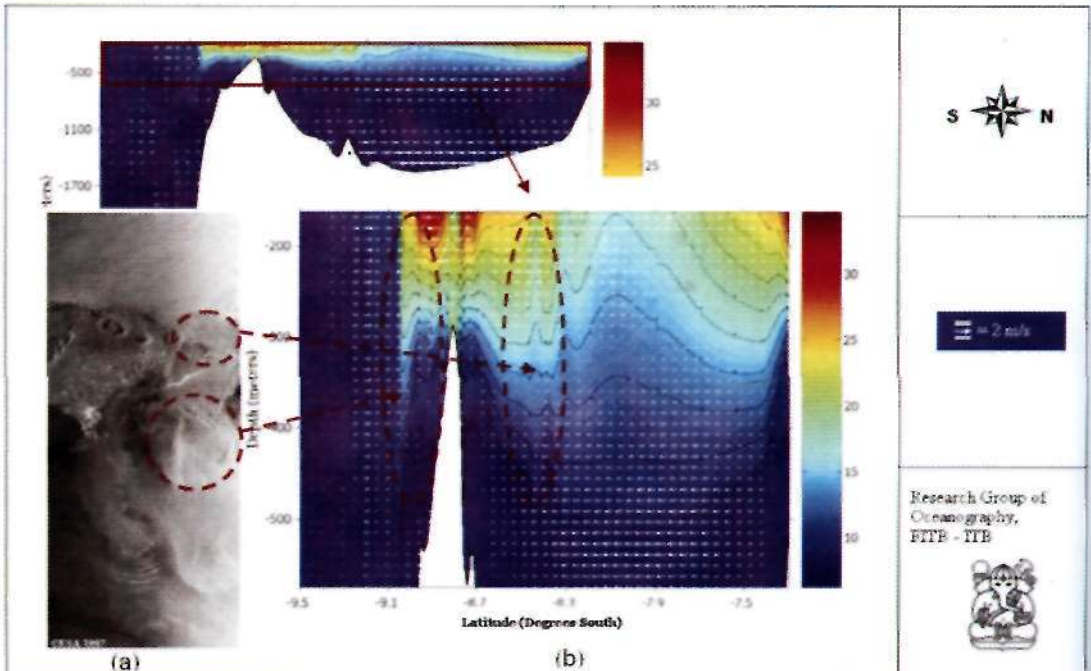 -500
-1100
-1700
30
25
S N
-200
-500
Depth (meters)
30
25
20
15
10
= 2 m/s
Research Group of
Oceanography,
FITB - ITB
-9.5 -9.1 -8.7 -8.3 -7.9 -7.5
Latitude (Degrees South)
(a)
(b)